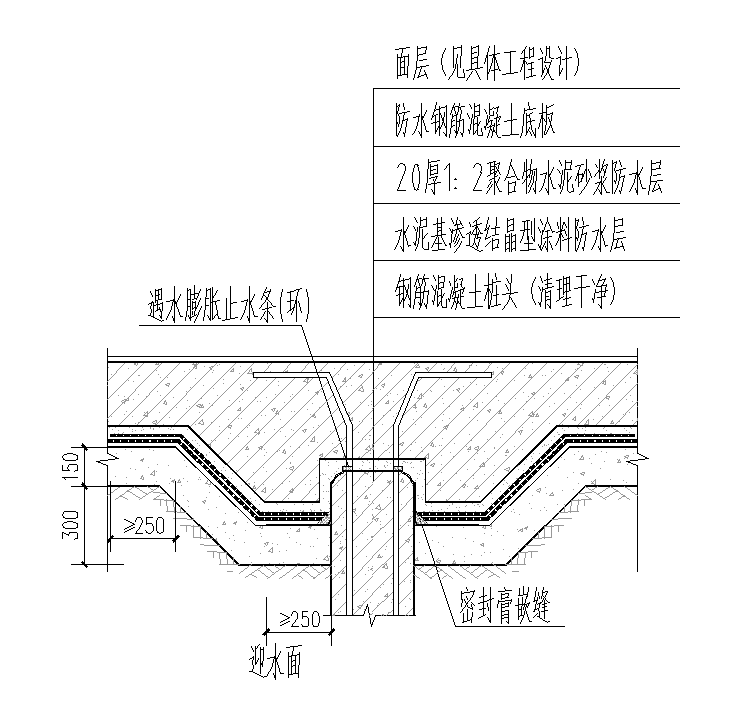 面层（见具体工程设计）
防水钢筋混凝土底板
20厚1：2聚合物水泥砂浆防水层
水泥基渗透结晶型涂料防水层
钢筋混凝土桩头（清理干净）
遇水膨胀止水条(环)
150
300
≥250
≥250
密封膏嵌缝
迎水面